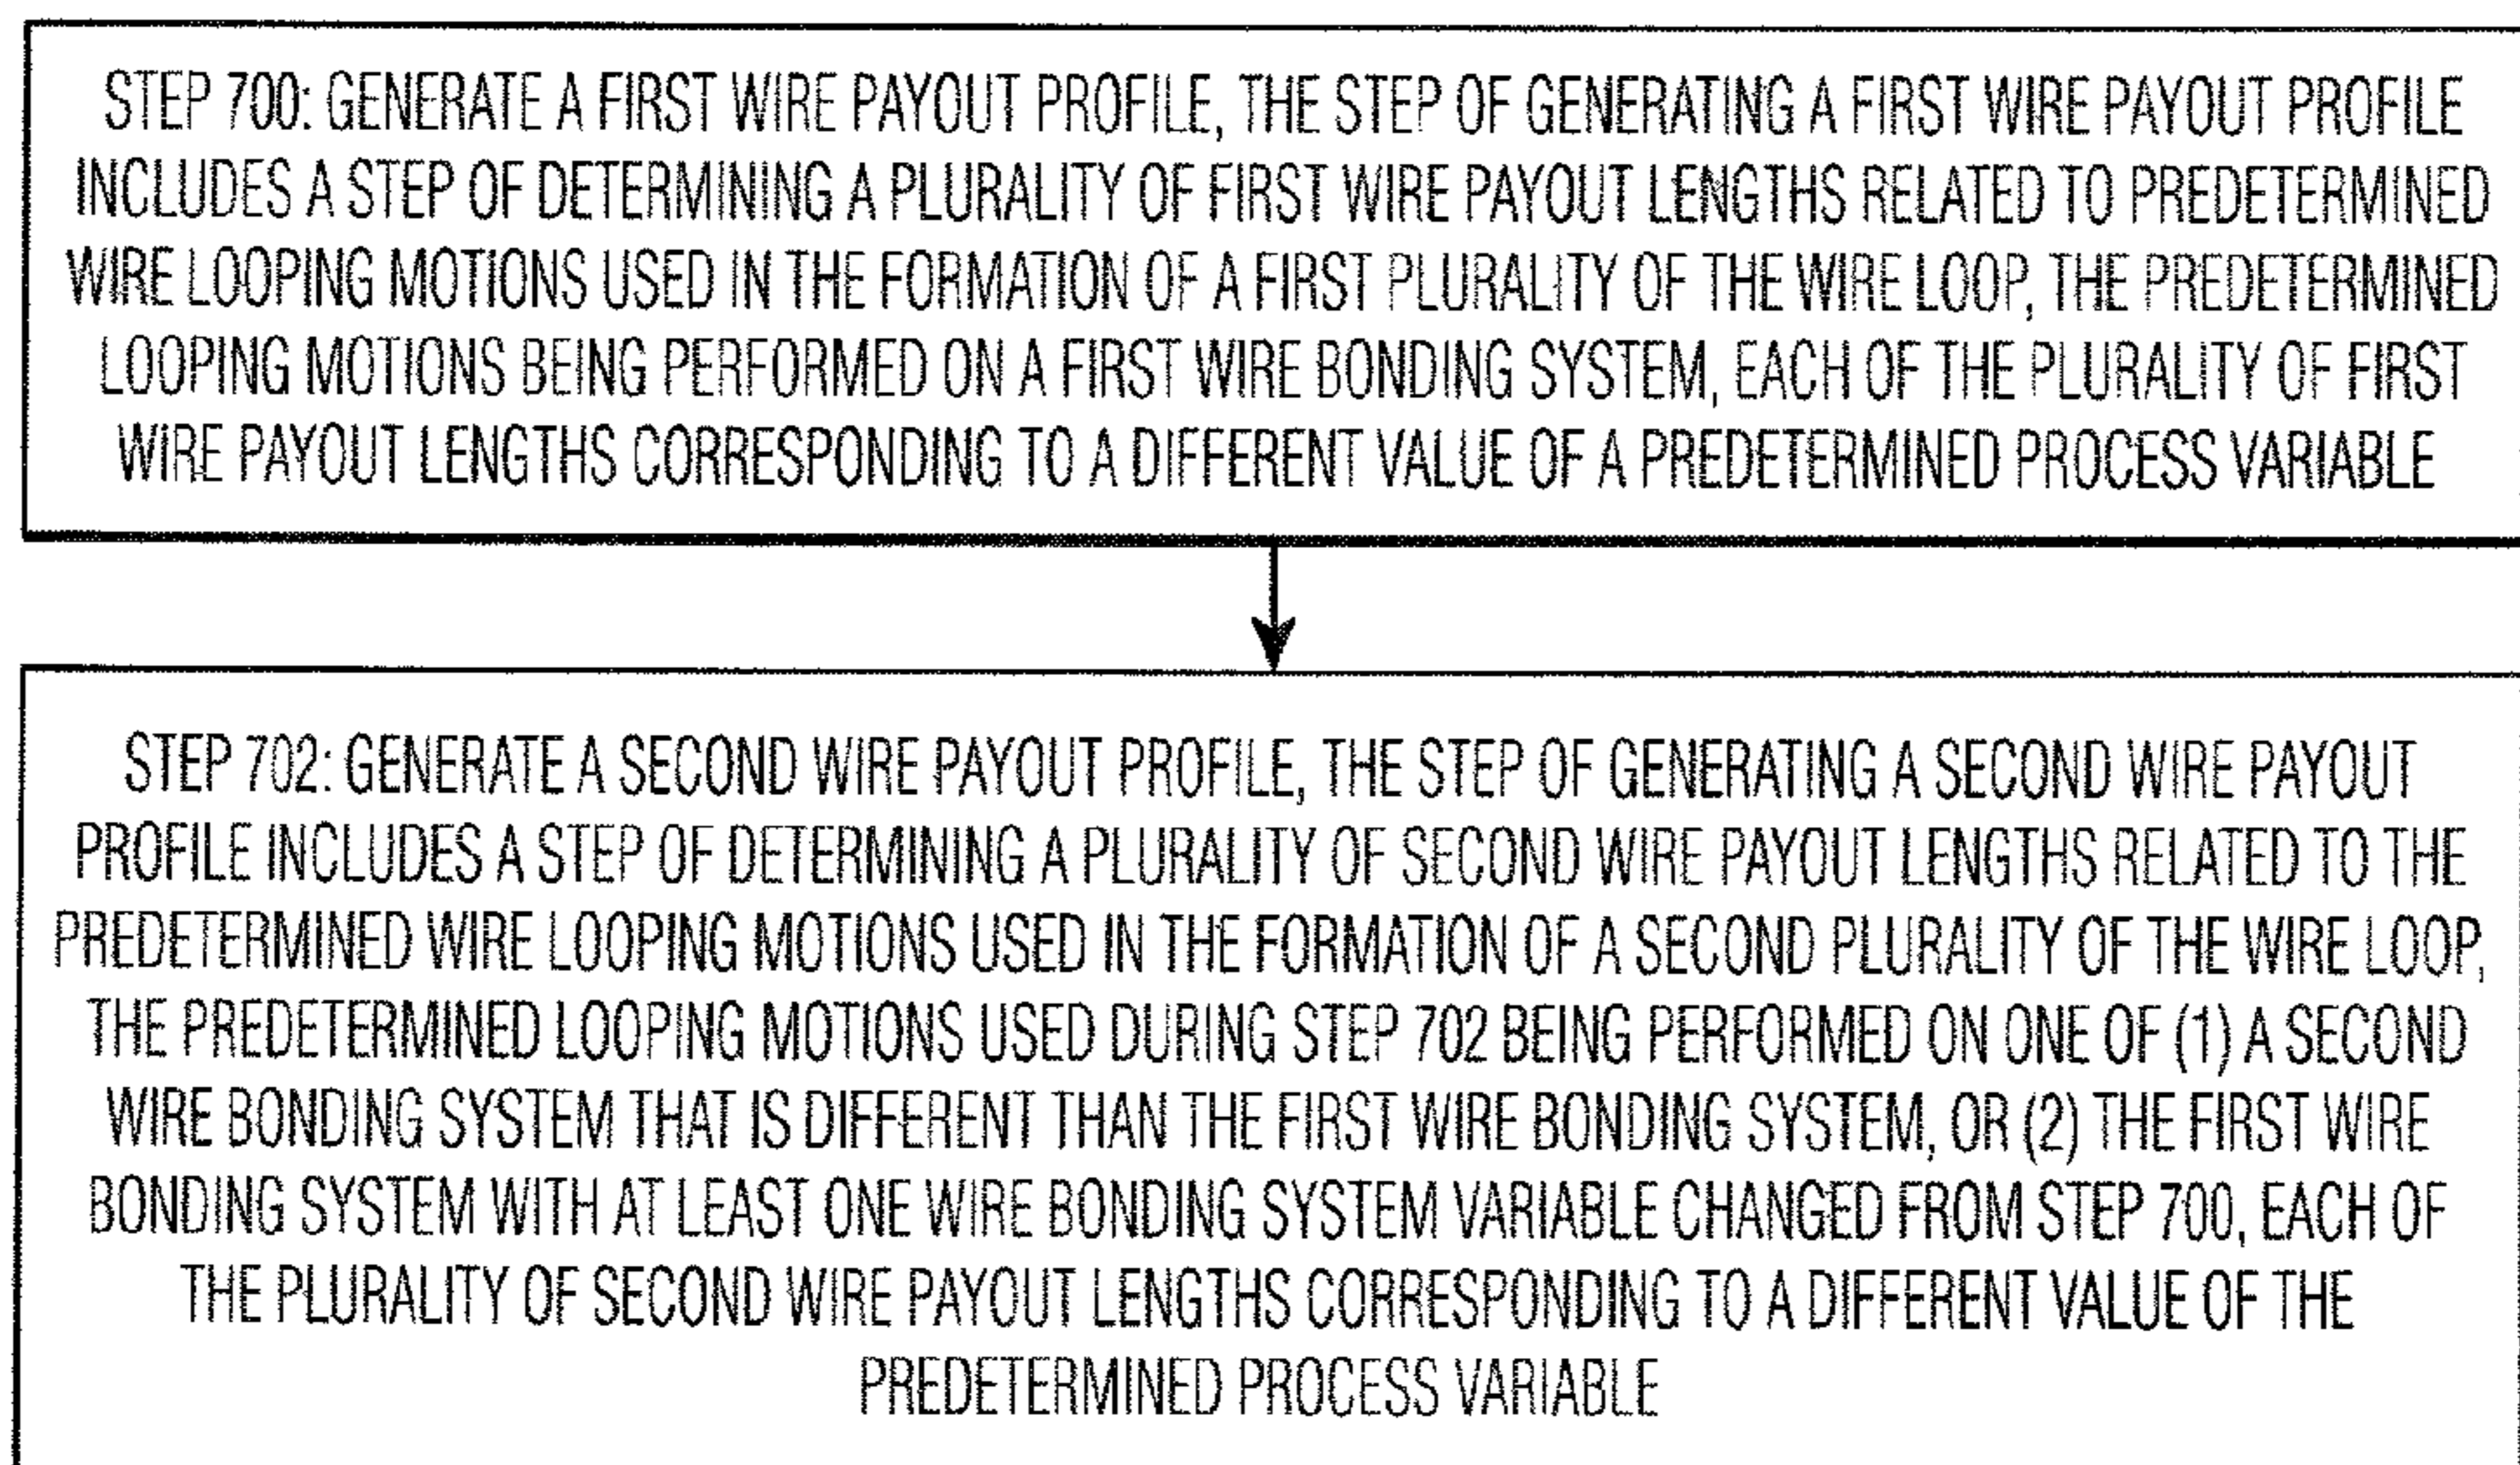 STEP 700: GENERATE A FIRST WIRE PAYOUT PROFILE, THE STEP OF GENERATING A FIRST WIRE PAYOUT PROFILE
INCLUDES A STEP OF DETERMINING A PLURALITY OF FIRST WIRE PAYOUT LENGTHS RELATED TO PREDETERMINED
WIRE LOOPING MOTIONS USED IN THE FORMATION OF A FIRST PLURALITY OF THE WIRE LOOP, THE PREDETERMINED
LOOPING MOTIONS BEING PERFORMED ON A FIRST WIRE BONDING SYSTEM, EACH OF THE PLURALITY OF FIRST
WIRE PAYOUT LENGTHS CORRESPONDING TO A DIFFERENT VALUE OF A PREDETERMINED PROCESS VARIABLE
STEP 702: GENERATE A SECOND WIRE PAYOUT PROFILE, THE STEP OF GENERATING A SECOND WIRE PAYOUT
PROFILE INCLUDES A STEP OF DETERMINING A PLURALITY OF SECOND WIRE PAYOUT LENGTHS RELATED TO THE
PREDETERMINED WIRE LOOPING MOTIONS USED IN THE FORMATION OF A SECOND PLURALITY OF THE WIRE LOOP,
THE PREDETERMINED LOOPING MOTIONS USED DURING STEP 702 BEING PERFORMED ON ONE OF (1) A SECOND
WIRE BONDING SYSTEM THAT IS DIFFERENT THAN THE FIRST WIRE BONDING SYSTEM, OR (2) THE FIRST WIRE
BONDING SYSTEM WITH AT LEAST ONE WIRE BONDING SYSTEM VARIABLE CHANGED FROM STEP 700, EACH OF
THE PLURALITY OF SECOND WIRE PAYOUT LENGTHS CORRESPONDING TO A DIFFERENT VALUE OF THE
PREDETERMINED PROCESS VARIABLE